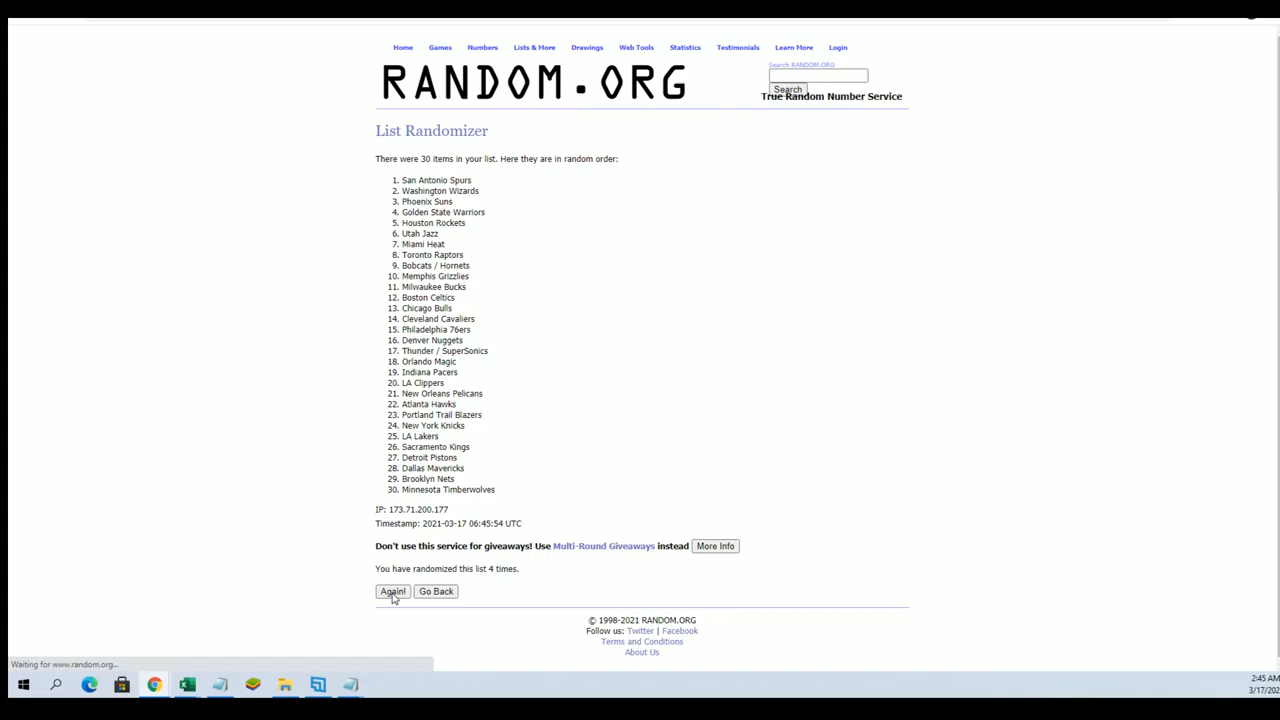 Home Games Numbers Lists & More Drawings Web Tools Statistics Testimonials Learn More Login
Search RANDOM.ORG
RANDOM.ORG
Search
True Random Number Service
List Randomizer
There were 30 items in your list. Here they are in random order:
1. San Antonio Spurs
2. Washington Wizards
3. Phoenix Suns
4. Golden State Warriors
5. Houston Rockets
6. Utah Jazz
7. Miami Heat
8. Toronto Raptors
9. Bobcats / Hornets
10. Memphis Grizzlies
11. Milwaukee Bucks
12. Boston Celtics
13. Chicago Bulls
14. Cleveland Cavaliers
15. Philadelphia 76ers
16. Denver Nuggets
17. Thunder / SuperSonics
18. Orlando Magic
19. Indiana Pacers
20. LA Clippers
21. New Orleans Pelicans
22. Atlanta Hawks
23. Portland Trail Blazers
24. New York Knicks
25. LA Lakers
26. Sacramento Kings
27. Detroit Pistons
28. Dallas Mavericks
29. Brooklyn Nets
30. Minnesota Timberwolves
IP: 173.71.200.177
Timestamp: 2021-03-17 06:45:54 UTC
Don't use this service for giveaways! Use Multi-Round Giveaways instead More Info
You have randomized this list 4 times.
Again! Go Back
© 1998-2021 RANDOM.ORG
Follow us: Twitter | Facebook
Terms and Conditions
About Us
Waiting for www.random.org...
2:45 AM
3/17/202